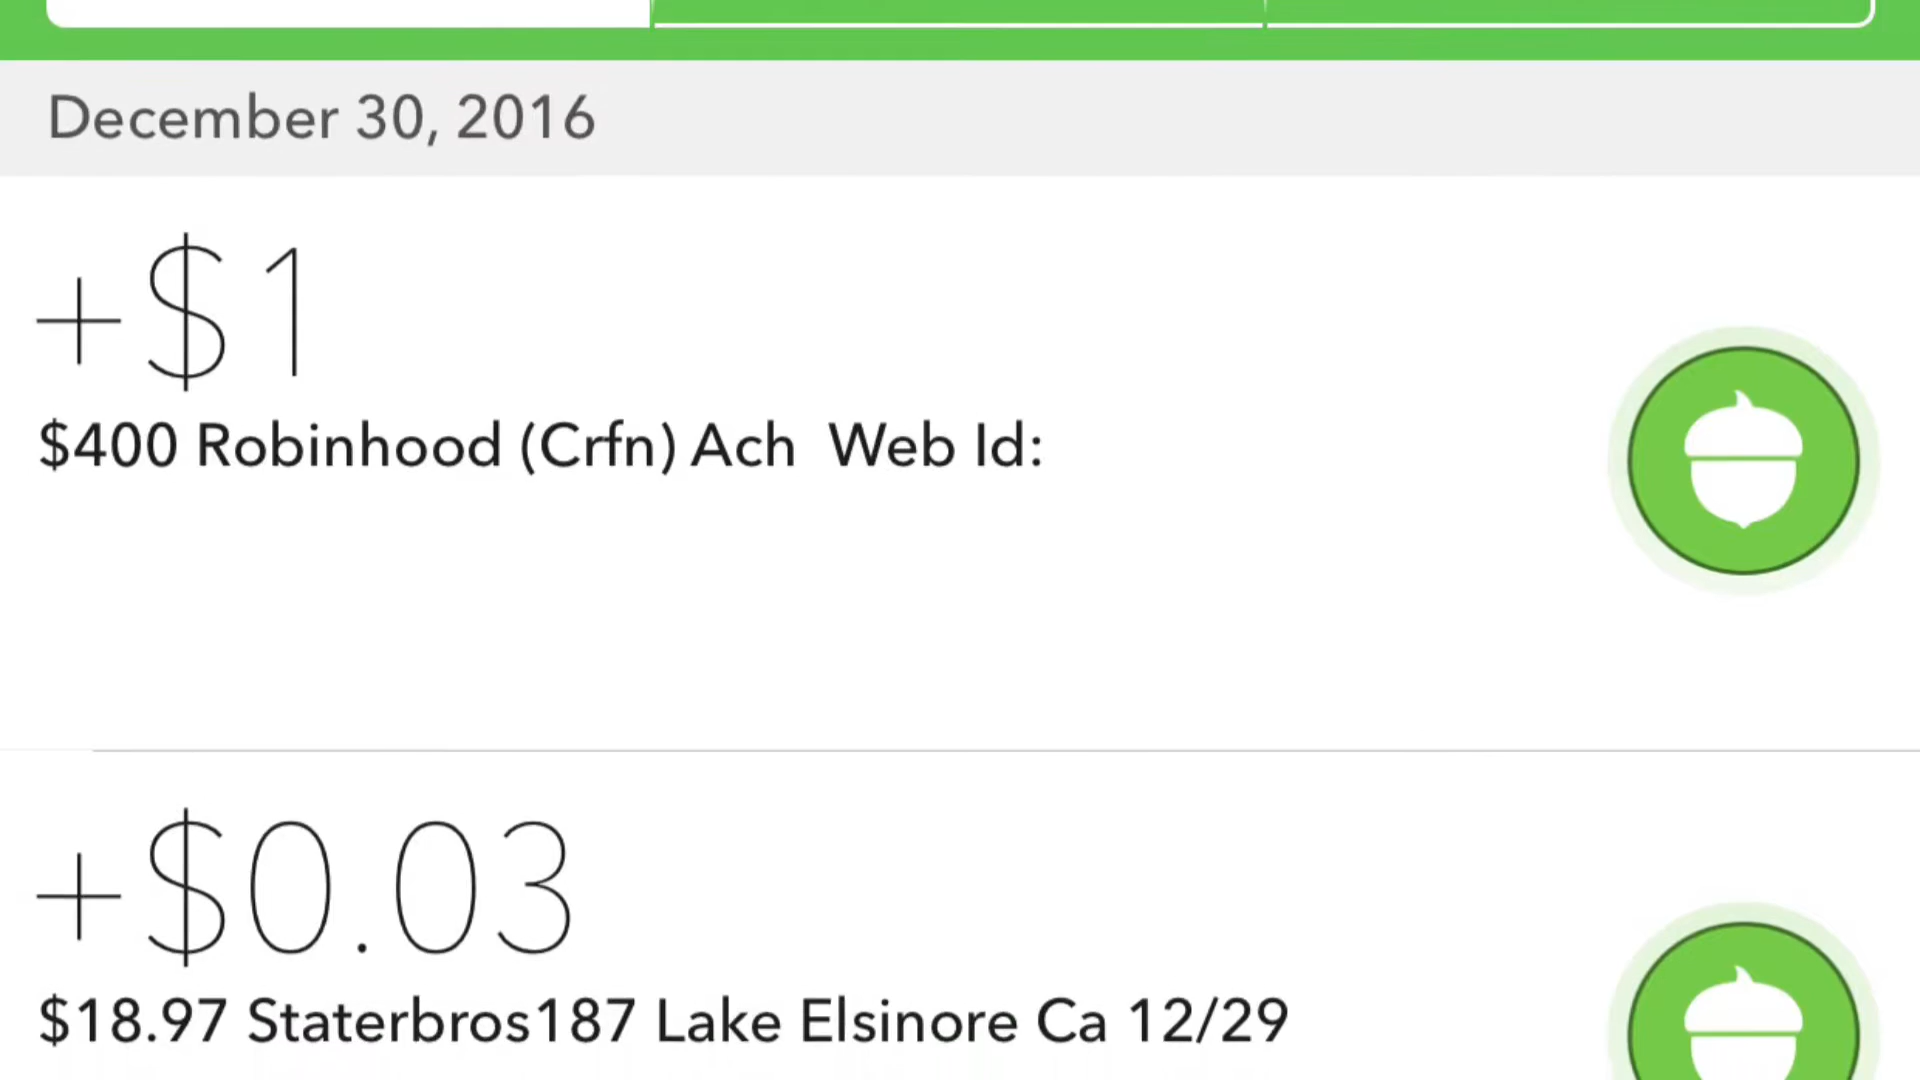 December 30, 2016
+$1
$400 Robinhood (Crfn) Ach  Web Id:
+$0.03
$18.97 Staterbros187 Lake Elsinore Ca 12/29